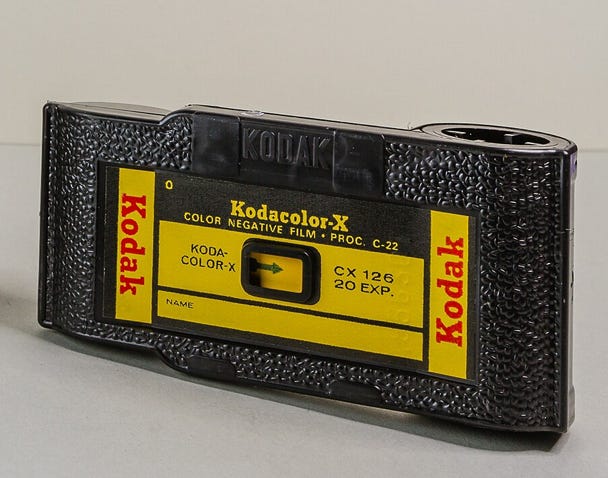 KODAK
O
Kodacolor-X
COLOR NEGATIVE FILM • PROC. C-22
Kodak
KODA-
COLOR-X
CX 126
20 EXP.
NAME
Kodak